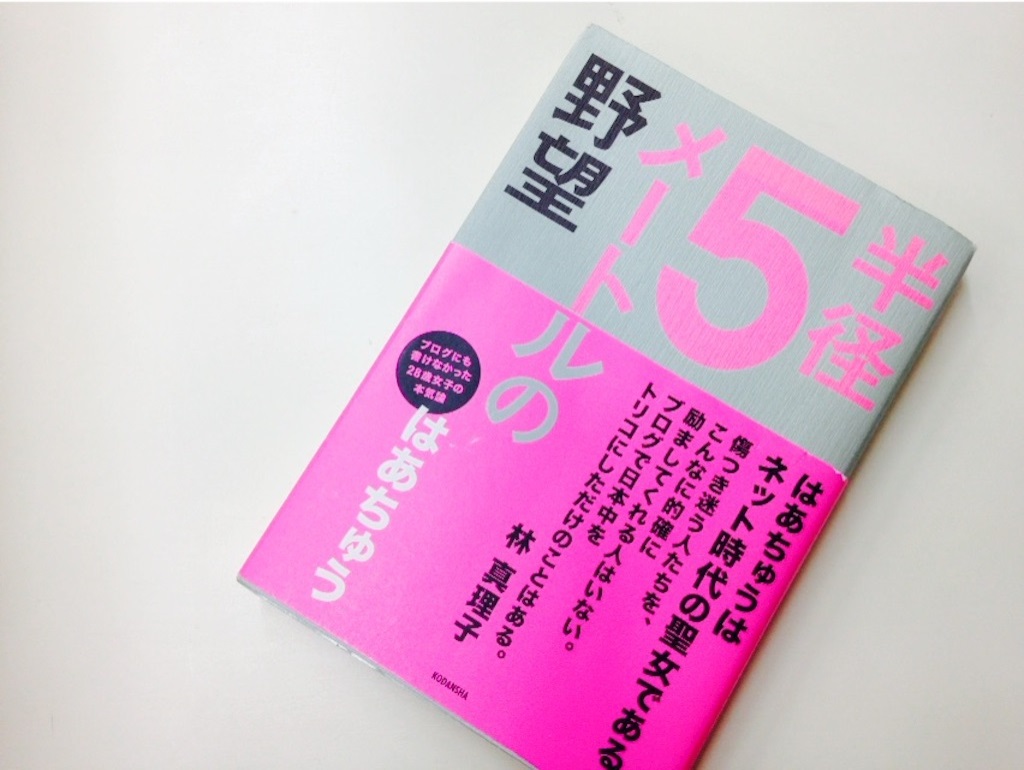 半径
5
メートルの
野望
はあちゅうは
ネット時代の聖女である
傷つき迷う人たちを、
こんなに的確に
励ましてくれる人はいない。
ブログで日本中を
トリコにしただけのことはある。
林 真理子
ブログにも
書けなかった
28歳女子の
本気論
はあちゅう
KODANSHA